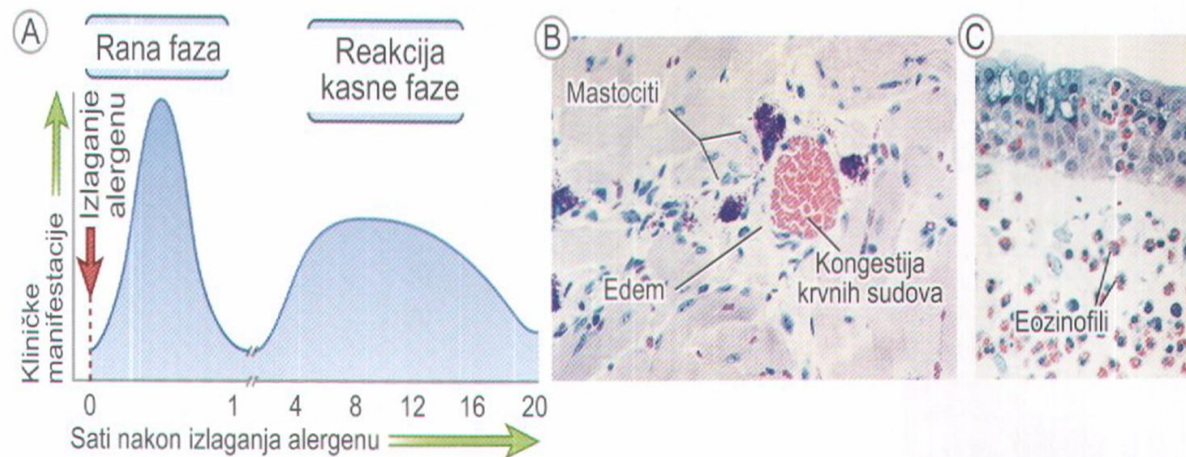 A
Rana faza
Reakcija
kasne faze
Izlaganje
alergenu
Kliničke
manifestacije
0
1
4
8
12
16
20
Sati nakon izlaganja alergenu
B
Mastociti
Edem
Kongestija
krvnih sudova
C
Eozinofili